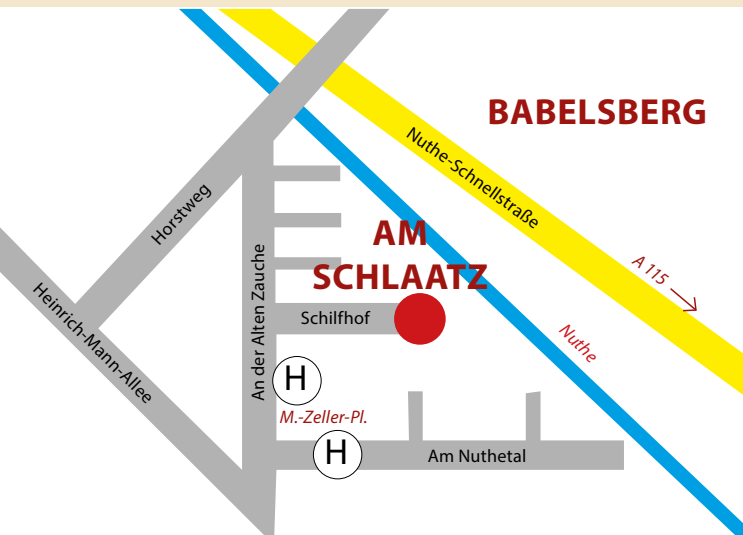 BABELSBERG
Nuthe-Schnellstraße
Horstweg
AM
SCHLAATZ
A 115
An der Alten Zauche
Heinrich-Mann-Allee
Schilfhof
Nuthe
H
M.-Zeller-Pl.
H
Am Nuthetal